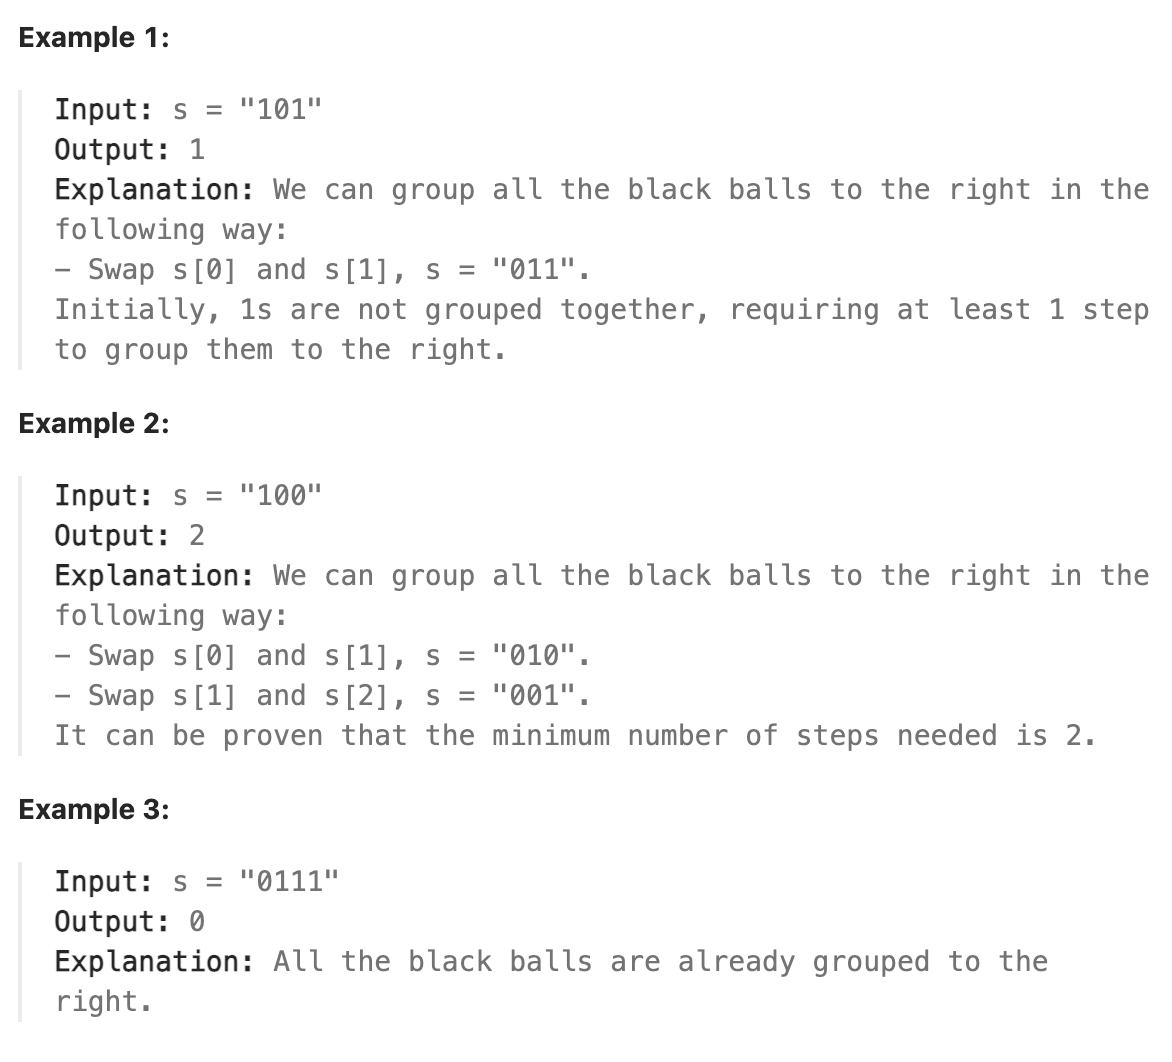 Example 1:
Input: s = "101"
Output: 1
Explanation: We can group all the black balls to the right in the
following way:
- Swap s[0] and s[1], s = "011".
Initially, 1s are not grouped together, requiring at least 1 step
to group them to the right.
Example 2:
Input: s = "100"
Output: 2
Explanation: We can group all the black balls to the right in the
following way:
- Swap s[0] and s[1], s = "010".
- Swap s[1] and s[2], s = "001".
It can be proven that the minimum number of steps needed is 2.
Example 3:
Input: s = "0111"
Output: 0
Explanation: All the black balls are already grouped to the
right.